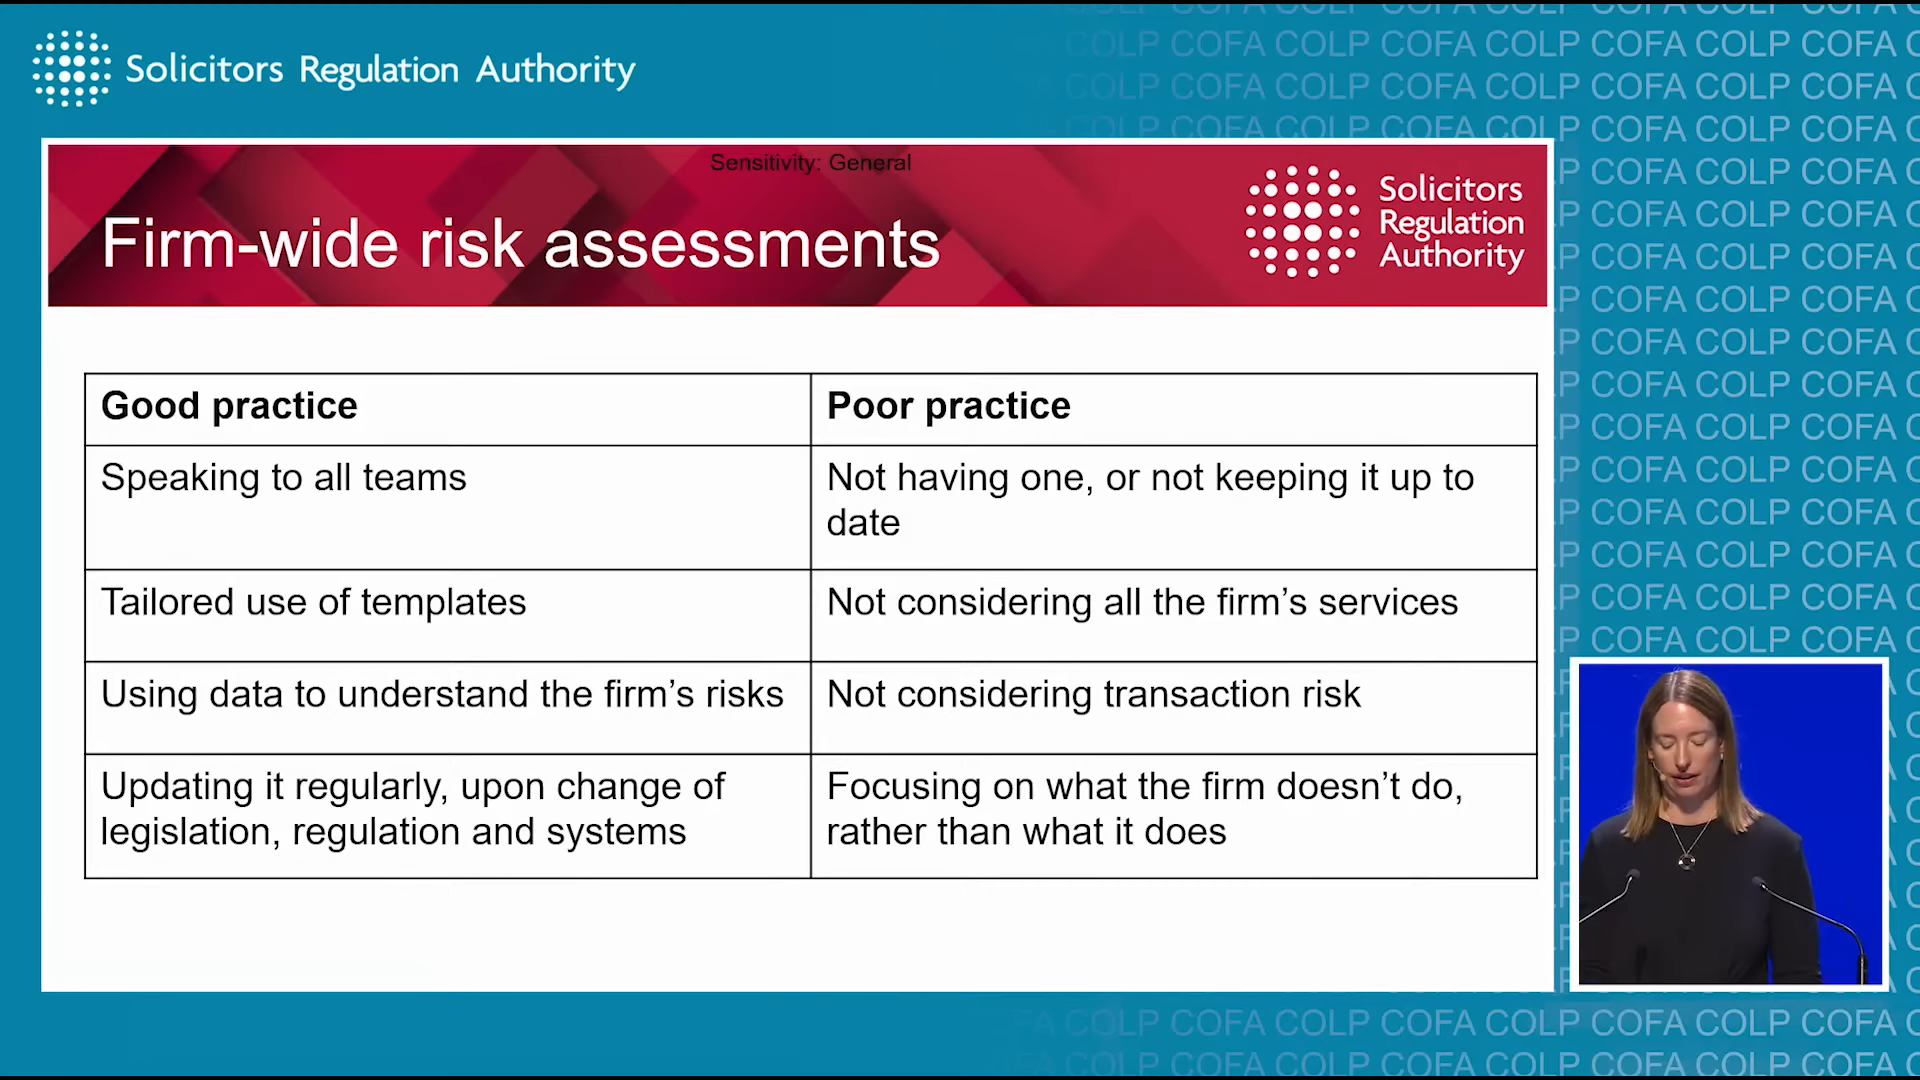 Solicitors Regulation Authority
Sensitivity: General
Firm-wide risk assessments
Solicitors
Regulation
Authority
Good practice
Poor practice
Speaking to all teams
Not having one, or not keeping it up to
date
Tailored use of templates
Not considering all the firm's services
Using data to understand the firm's risks
Not considering transaction risk
Updating it regularly, upon change of
legislation, regulation and systems
Focusing on what the firm doesn't do,
rather than what it does
COLP COFA COLP COFA COLP COFA COLP COFA